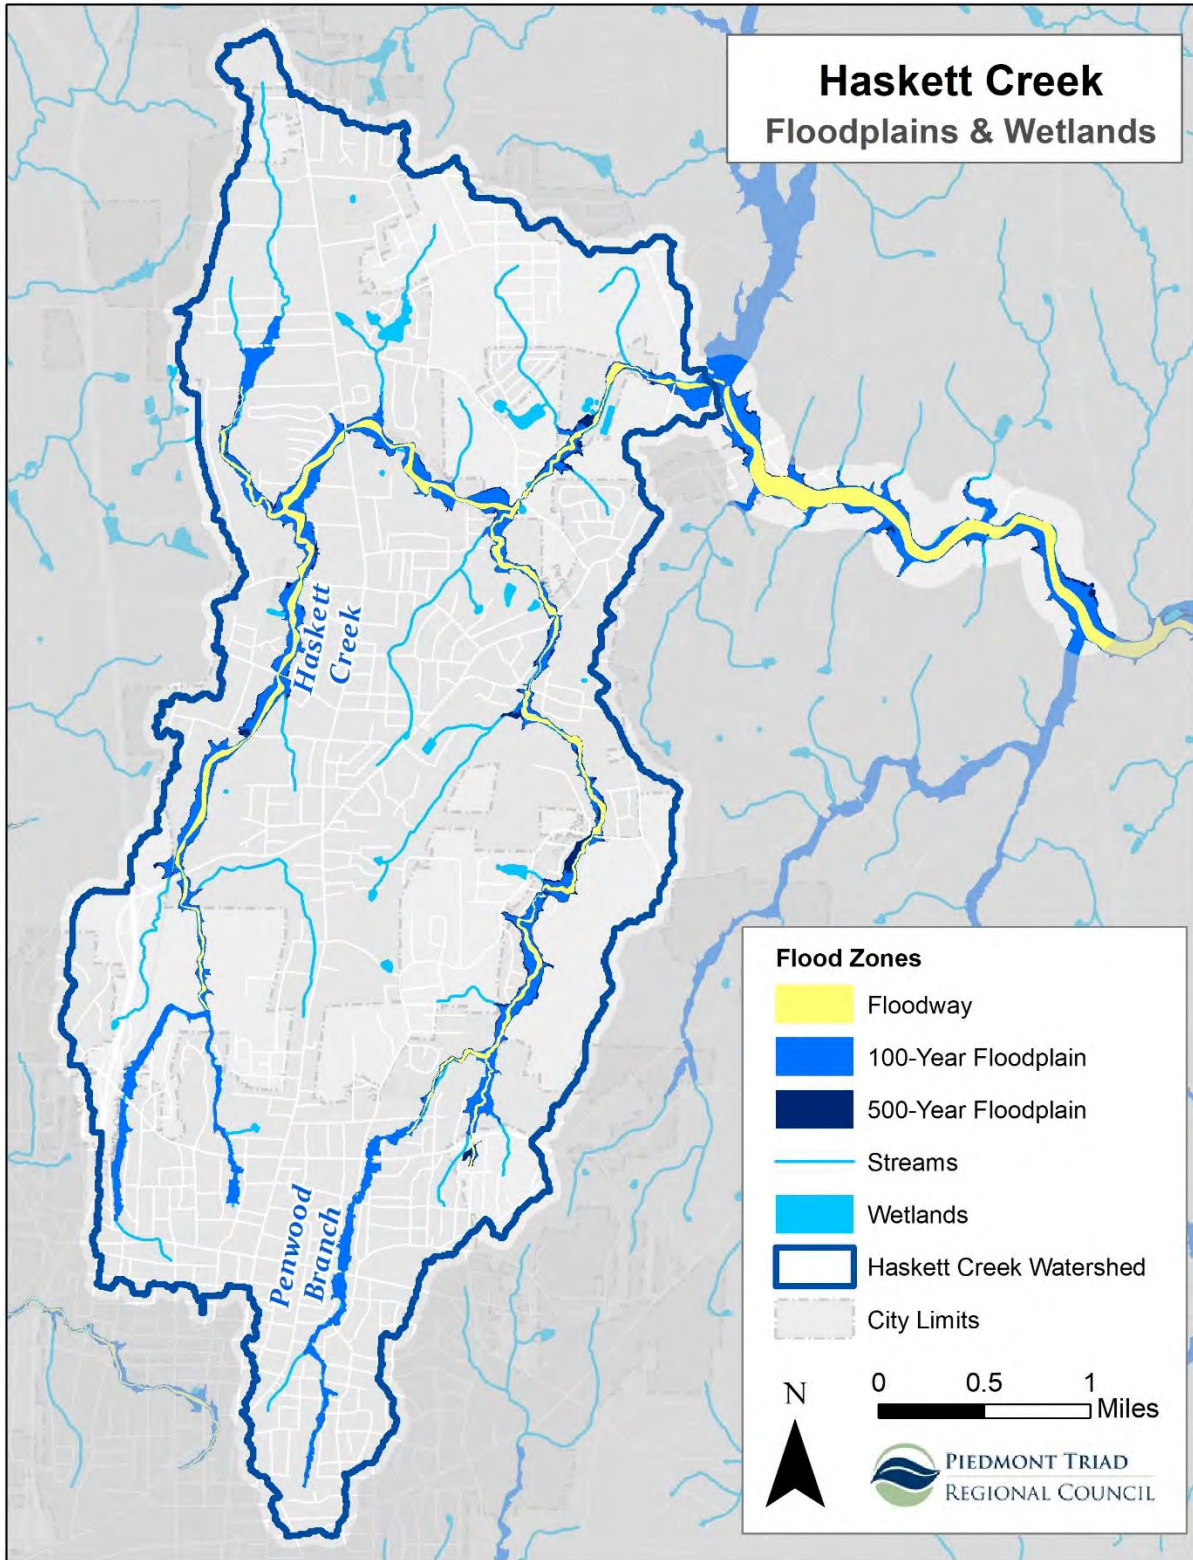 Haskett Creek
Floodplains & Wetlands
Haskett
Creek
Penwood
Branch
Flood Zones
Floodway
100-Year Floodplain
500-Year Floodplain
Streams
Wetlands
Haskett Creek Watershed
City Limits
N
0 0.5 1
Miles
PIEDMONT TRIAD
REGIONAL COUNCIL